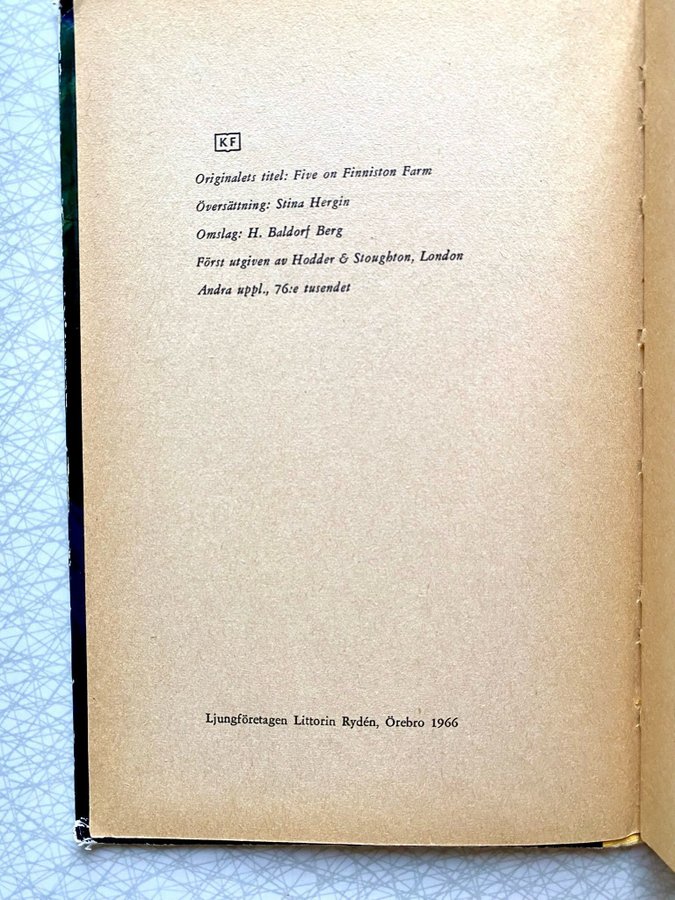 KF
Originalets titel: Five on Finniston Farm
Översättning: Stina Hergin
Omslag: H. Baldorf Berg
Först utgiven av Hodder & Stoughton, London
Andra uppl., 76:e tusendet
Ljungföretagen Littorin Rydén, Örebro 1966